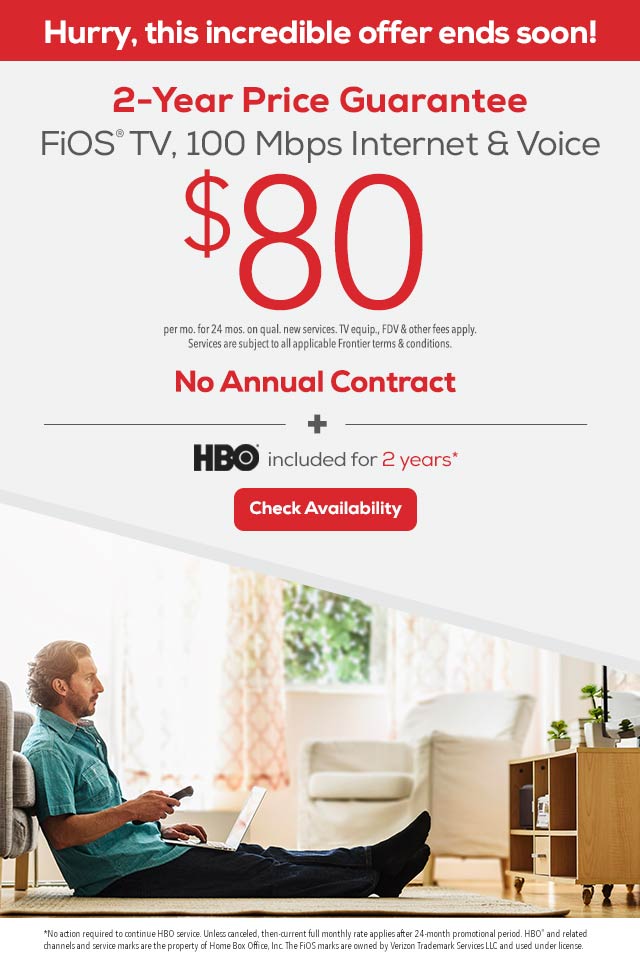 Hurry, this incredible offer ends soon!
2-Year Price Guarantee
FiOS® TV, 100 Mbps Internet & Voice
$80
per mo. for 24 mos. on qual. new services. TV equip., FDV & other fees apply.
Services are subject to all applicable Frontier terms & conditions.
No Annual Contract
+
HBO® included for 2 years*
Check Availability
*No action required to continue HBO service. Unless canceled, then-current full monthly rate applies after 24-month promotional period. HBO® and related
channels and service marks are the property of Home Box Office, Inc. The FiOS marks are owned by Verizon Trademark Services LLC and used under license.